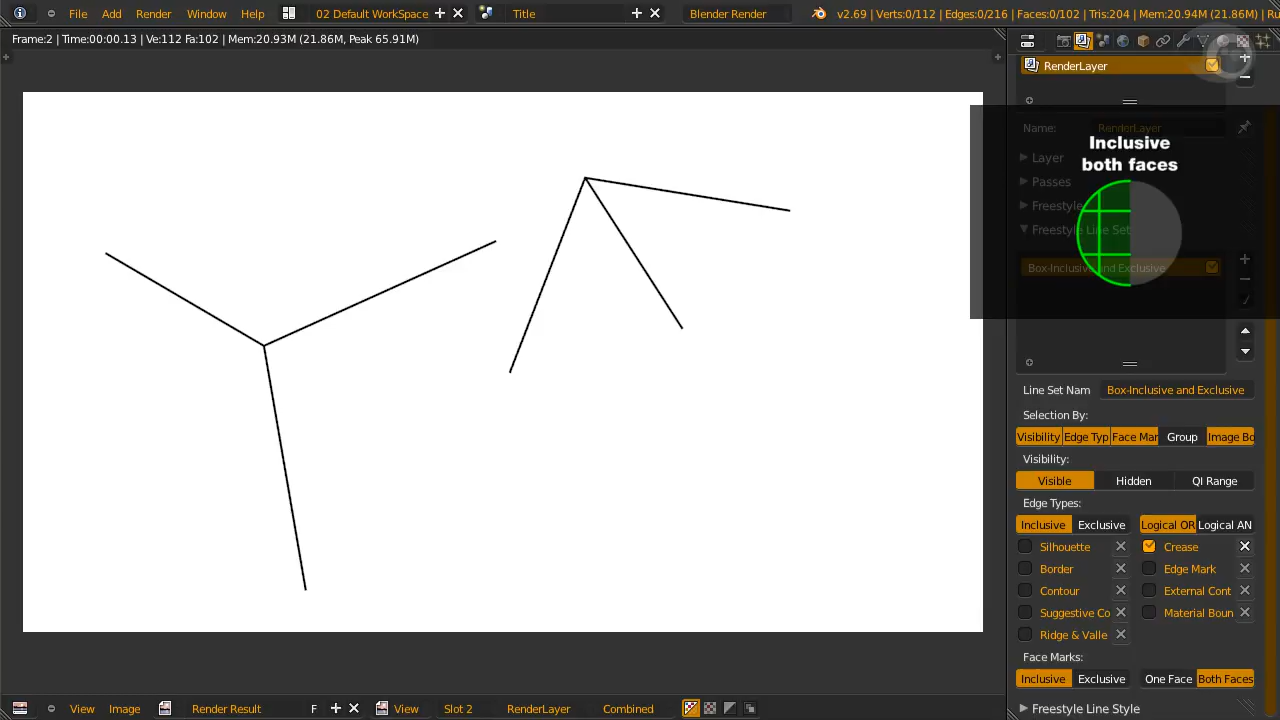 File Add Render Window Help 02 Default WorkSpace Title Blender Render v2.69 | Verts:0/112 | Edges:0/216 | Faces:0/102 | Tris:204 | Mem:20.94M (21.86M) | Ru
Frame:2 | Time:00:00.13 | Ve:112 Fa:102 | Mem:20.93M (21.86M, Peak 65.91M)
RenderLayer
Name: RenderLayer
Inclusive
both faces
Layer
Passes
Freestyle
Freestyle Line Set
Box-Inclusive and Exclusive
Line Set Nam Box-Inclusive and Exclusive
Selection By:
Visibility Edge Typ Face Mar Group Image Bo
Visibility:
Visible Hidden QI Range
Edge Types:
Inclusive Exclusive Logical OR Logical AN
Silhouette Crease
Border Edge Mark
Contour External Cont
Suggestive Co Material Boun
Ridge & Valle
Face Marks:
Inclusive Exclusive One Face Both Faces
Freestyle Line Style
View Image Render Result F View Slot 2 RenderLayer Combined